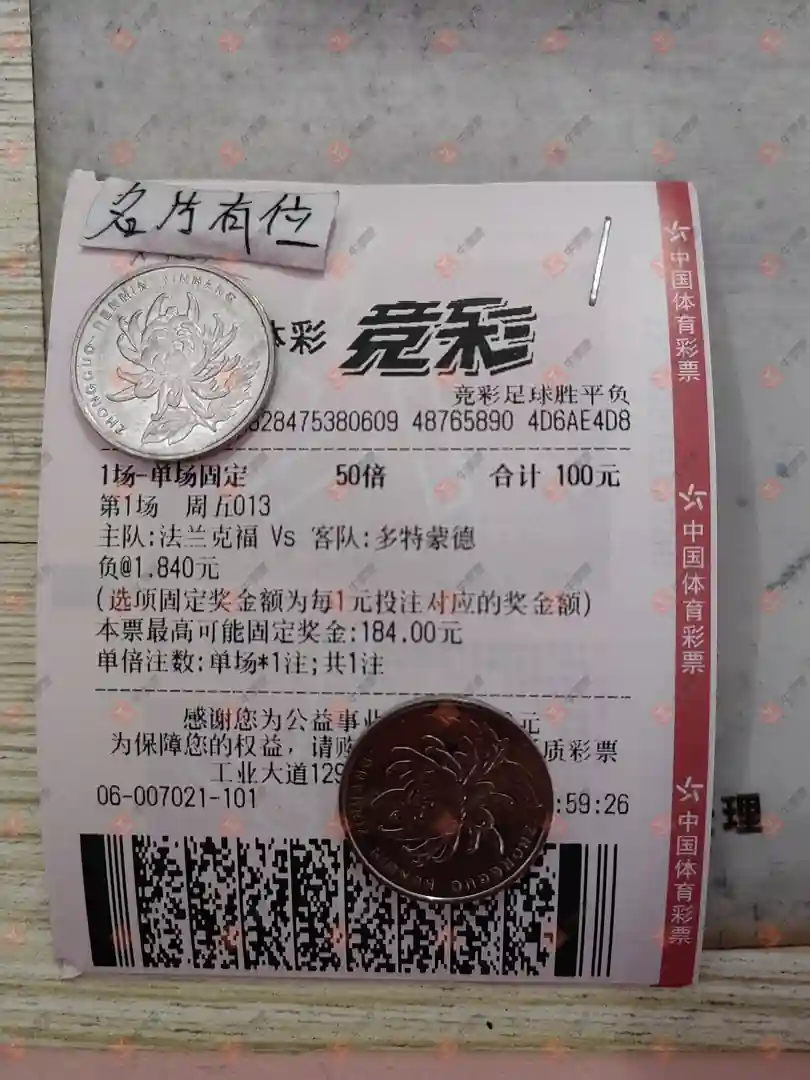 名片有位
体彩 竞彩
竞彩足球胜平负
828475380609 48765890 4D6AE4D8
1场-单场固定 50倍 合计 100元
第1场 周五013
主队:法兰克福 Vs 客队:多特蒙德
负@1.840元
(选项固定奖金额为每1元投注对应的奖金额)
本票最高可能固定奖金:184.00元
单倍注数:单场*1注;共1注
感谢您为公益事业 元
为保障您的权益，请购 质彩票
工业大道129
06-007021-101 :59:26
中国体育彩票
中国体育彩票
中国体育彩票
ZHONGGUO RENMIN YINHANG
ZHONGGUO RENMIN
理